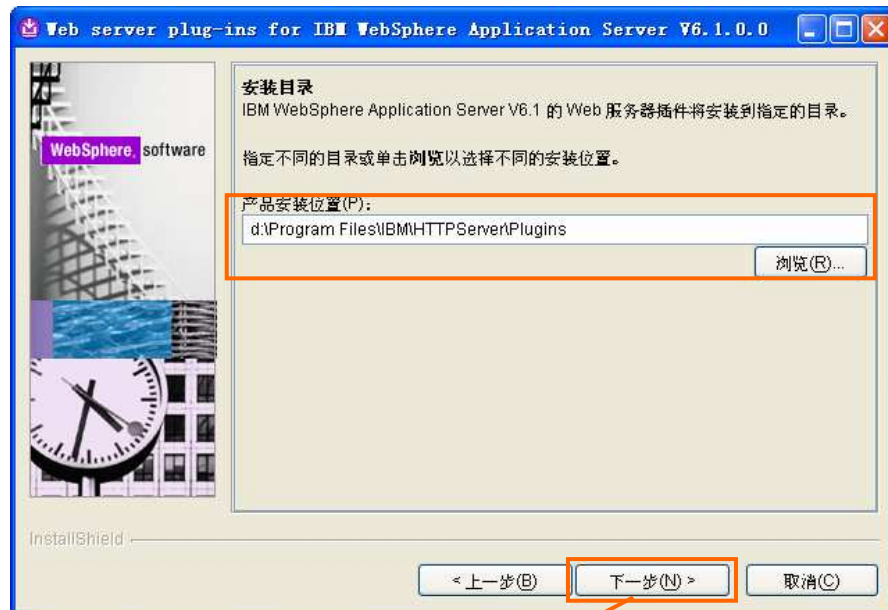 Web server plug-ins for IBM WebSphere Application Server V6.1.0.0
WebSphere. software
安装目录
IBM WebSphere Application Server V6.1 的 Web 服务器插件将安装到指定的目录。
指定不同的目录或单击浏览以选择不同的安装位置。
产品安装位置(P):
d:\Program Files\IBM\HTTPServer\Plugins
浏览(R)...
InstallShield
< 上一步(B)
下一步(N) >
取消(C)